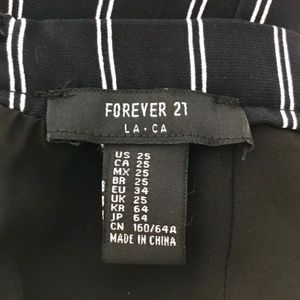 FOREVER 21
LA • CA
US 25
CA 25
MX 25
BR 25
EU 34
UK 25
KR 64
JP 64
CN 160/64A
MADE IN CHINA